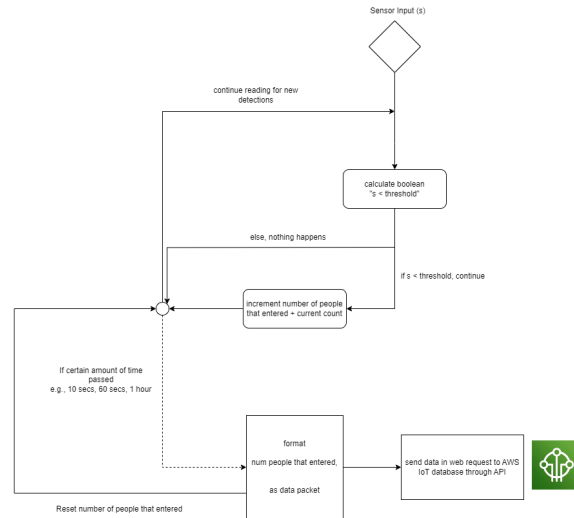 Sensor Input (s)
continue reading for new
detections
calculate boolean
"s < threshold"
else, nothing happens
if s < threshold, continue
increment number of people
that entered + current count
If certain amount of time
passed
e.g., 10 secs, 60 secs, 1 hour
format
num people that entered,
as data packet
send data in web request to AWS
IoT database through API
Reset number of people that entered